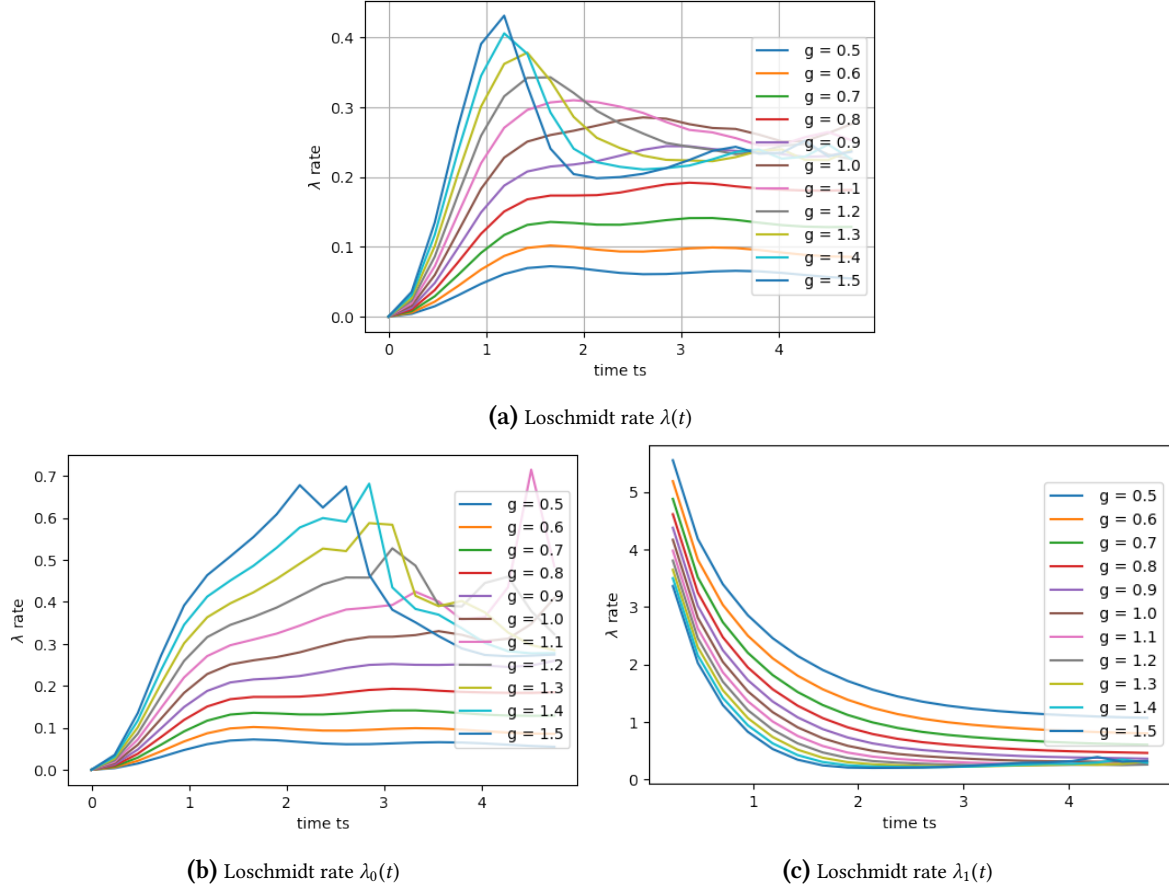 0.4
0.3
0.2
0.1
0.0
λ rate
0 1 2 3 4
time ts
g = 0.5
g = 0.6
g = 0.7
g = 0.8
g = 0.9
g = 1.0
g = 1.1
g = 1.2
g = 1.3
g = 1.4
g = 1.5
(a) Loschmidt rate λ(t)
0.7
0.6
0.5
0.4
0.3
0.2
0.1
0.0
λ rate
0 1 2 3 4
time ts
g = 0.5
g = 0.6
g = 0.7
g = 0.8
g = 0.9
g = 1.0
g = 1.1
g = 1.2
g = 1.3
g = 1.4
g = 1.5
(b) Loschmidt rate λ₀(t)
5
4
3
2
1
0
λ rate
1 2 3 4
time ts
g = 0.5
g = 0.6
g = 0.7
g = 0.8
g = 0.9
g = 1.0
g = 1.1
g = 1.2
g = 1.3
g = 1.4
g = 1.5
(c) Loschmidt rate λ₁(t)